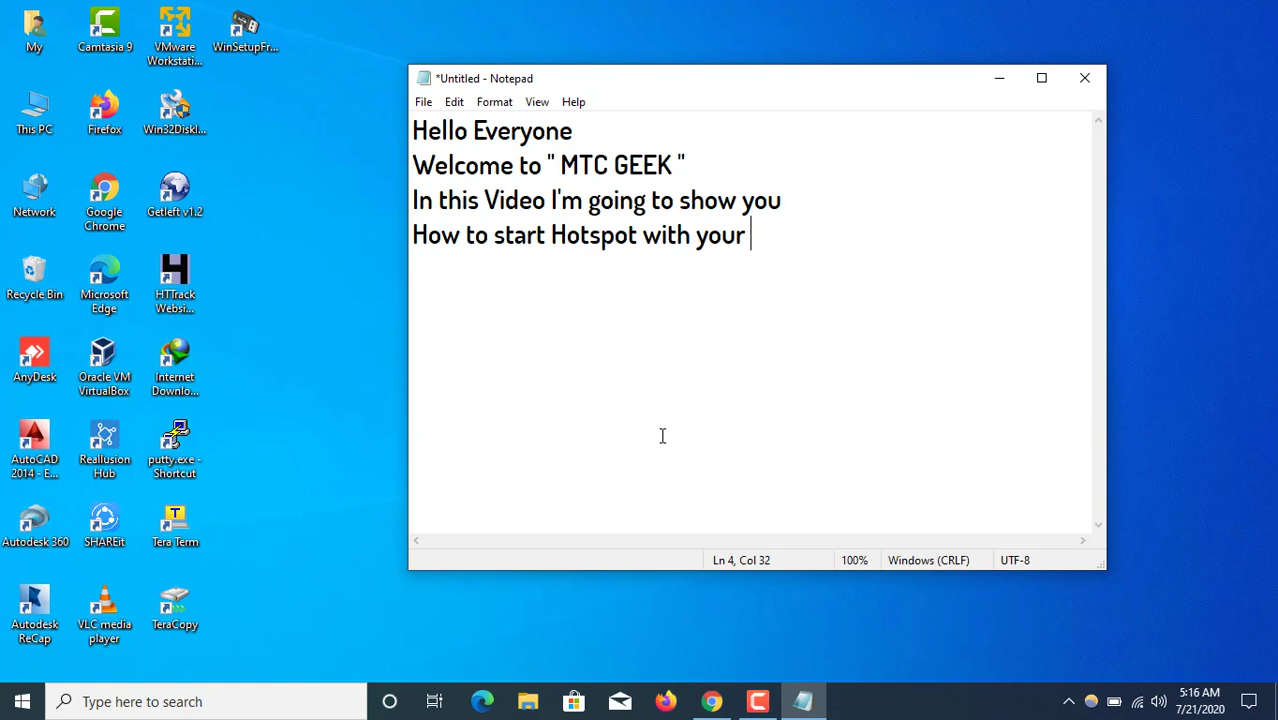 My
Camtasia 9
VMware
Workstati...
WinSetupFr...
This PC
Firefox
Win32DiskI...
Network
Google
Chrome
Getleft v1.2
Recycle Bin
Microsoft
Edge
HTTrack
Websi...
AnyDesk
Oracle VM
VirtualBox
Internet
Downlo...
AutoCAD
2014 - E...
Reallusion
Hub
putty.exe -
Shortcut
Autodesk 360
SHAREit
Tera Term
Autodesk
ReCap
VLC media
player
TeraCopy
*Untitled - Notepad
File Edit Format View Help
Hello Everyone
Welcome to " MTC GEEK "
In this Video I'm going to show you
How to start Hotspot with your
Ln 4, Col 32
100%
Windows (CRLF)
UTF-8
Type here to search
5:16 AM
7/21/2020